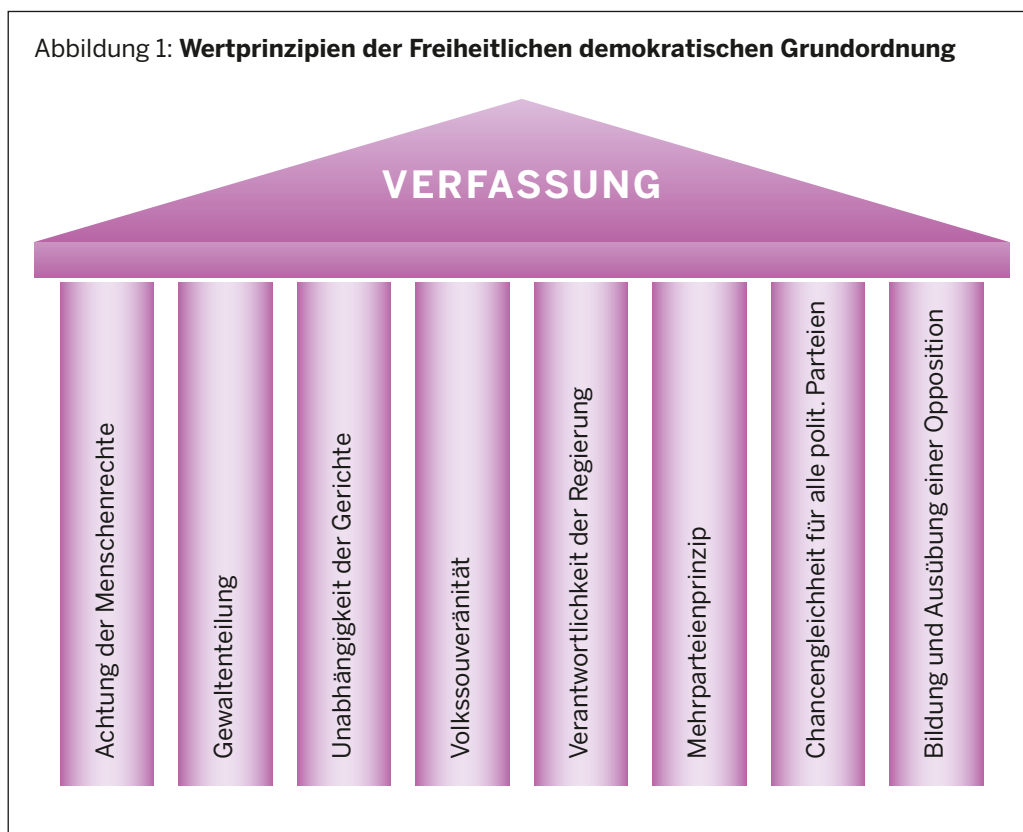 Abbildung 1: Wertprinzipien der Freiheitlichen demokratischen Grundordnung
VERFASSUNG
Achtung der Menschenrechte
Gewaltenteilung
Unabhängigkeit der Gerichte
Volkssouveränität
Verantwortlichkeit der Regierung
Mehrparteienprinzip
Chancengleichheit für alle polit. Parteien
Bildung und Ausübung einer Opposition